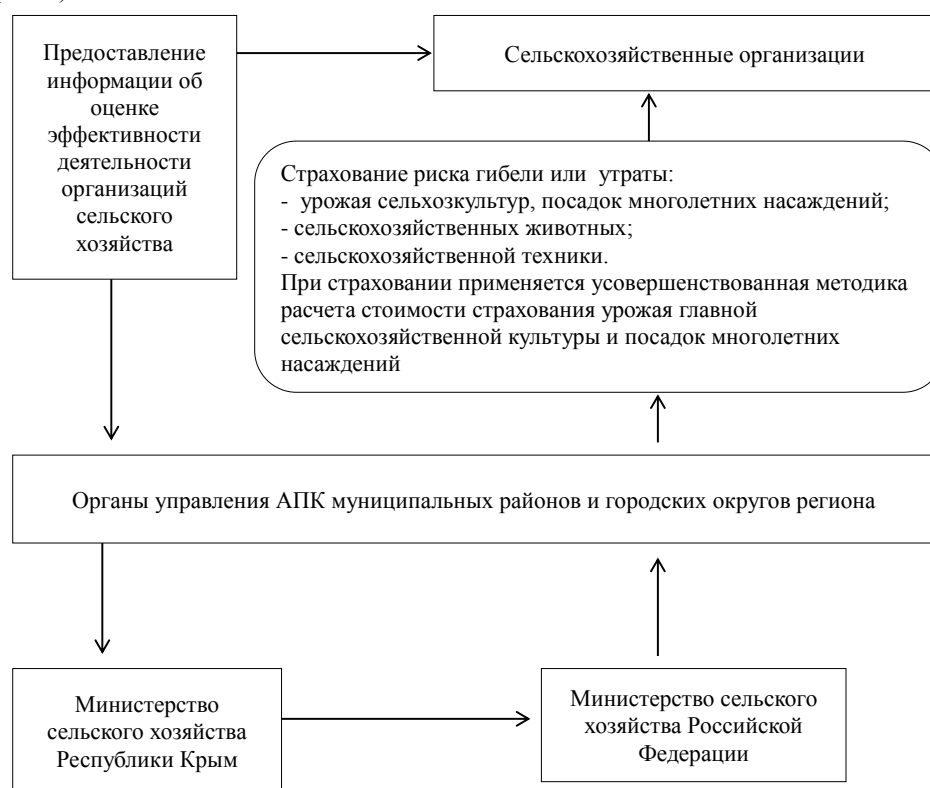 Предоставление
информации об
оценке
эффективности
деятельности
организаций
сельского
хозяйства
Сельскохозяйственные организации
Страхование риска гибели или утраты:
- урожая сельхозкультур, посадок многолетних насаждений;
- сельскохозяйственных животных;
- сельскохозяйственной техники.
При страховании применяется усовершенствованная методика
расчета стоимости страхования урожая главной
сельскохозяйственной культуры и посадок многолетних
насаждений
Органы управления АПК муниципальных районов и городских округов региона
Министерство
сельского хозяйства
Республики Крым
Министерство сельского
хозяйства Российской
Федерации